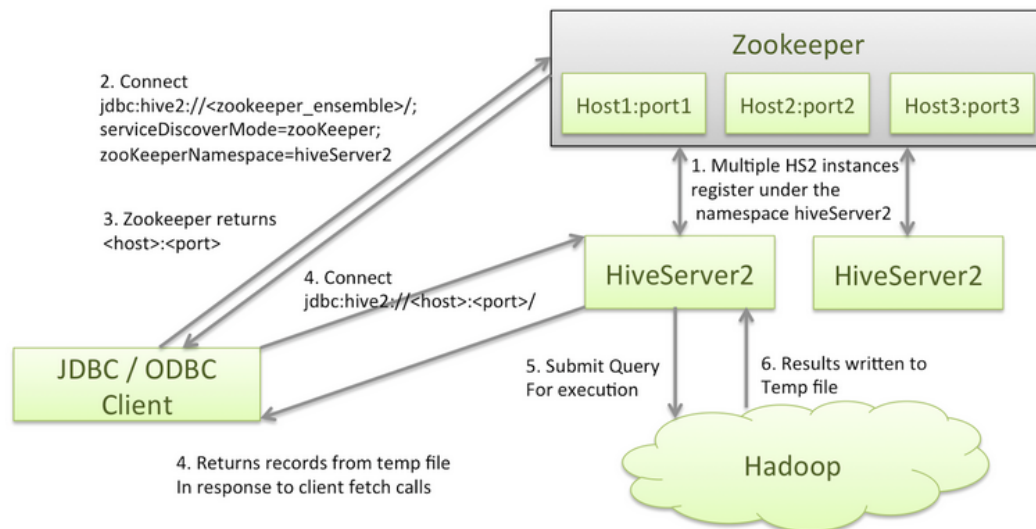 Zookeeper
Host1:port1
Host2:port2
Host3:port3
2. Connect
jdbc:hive2://<zookeeper_ensemble>/;
serviceDiscoverMode=zooKeeper;
zooKeeperNamespace=hiveServer2
1. Multiple HS2 instances
register under the
namespace hiveServer2
3. Zookeeper returns
<host>:<port>
4. Connect
jdbc:hive2://<host>:<port>/
HiveServer2
HiveServer2
JDBC / ODBC
Client
5. Submit Query
For execution
6. Results written to
Temp file
4. Returns records from temp file
In response to client fetch calls
Hadoop